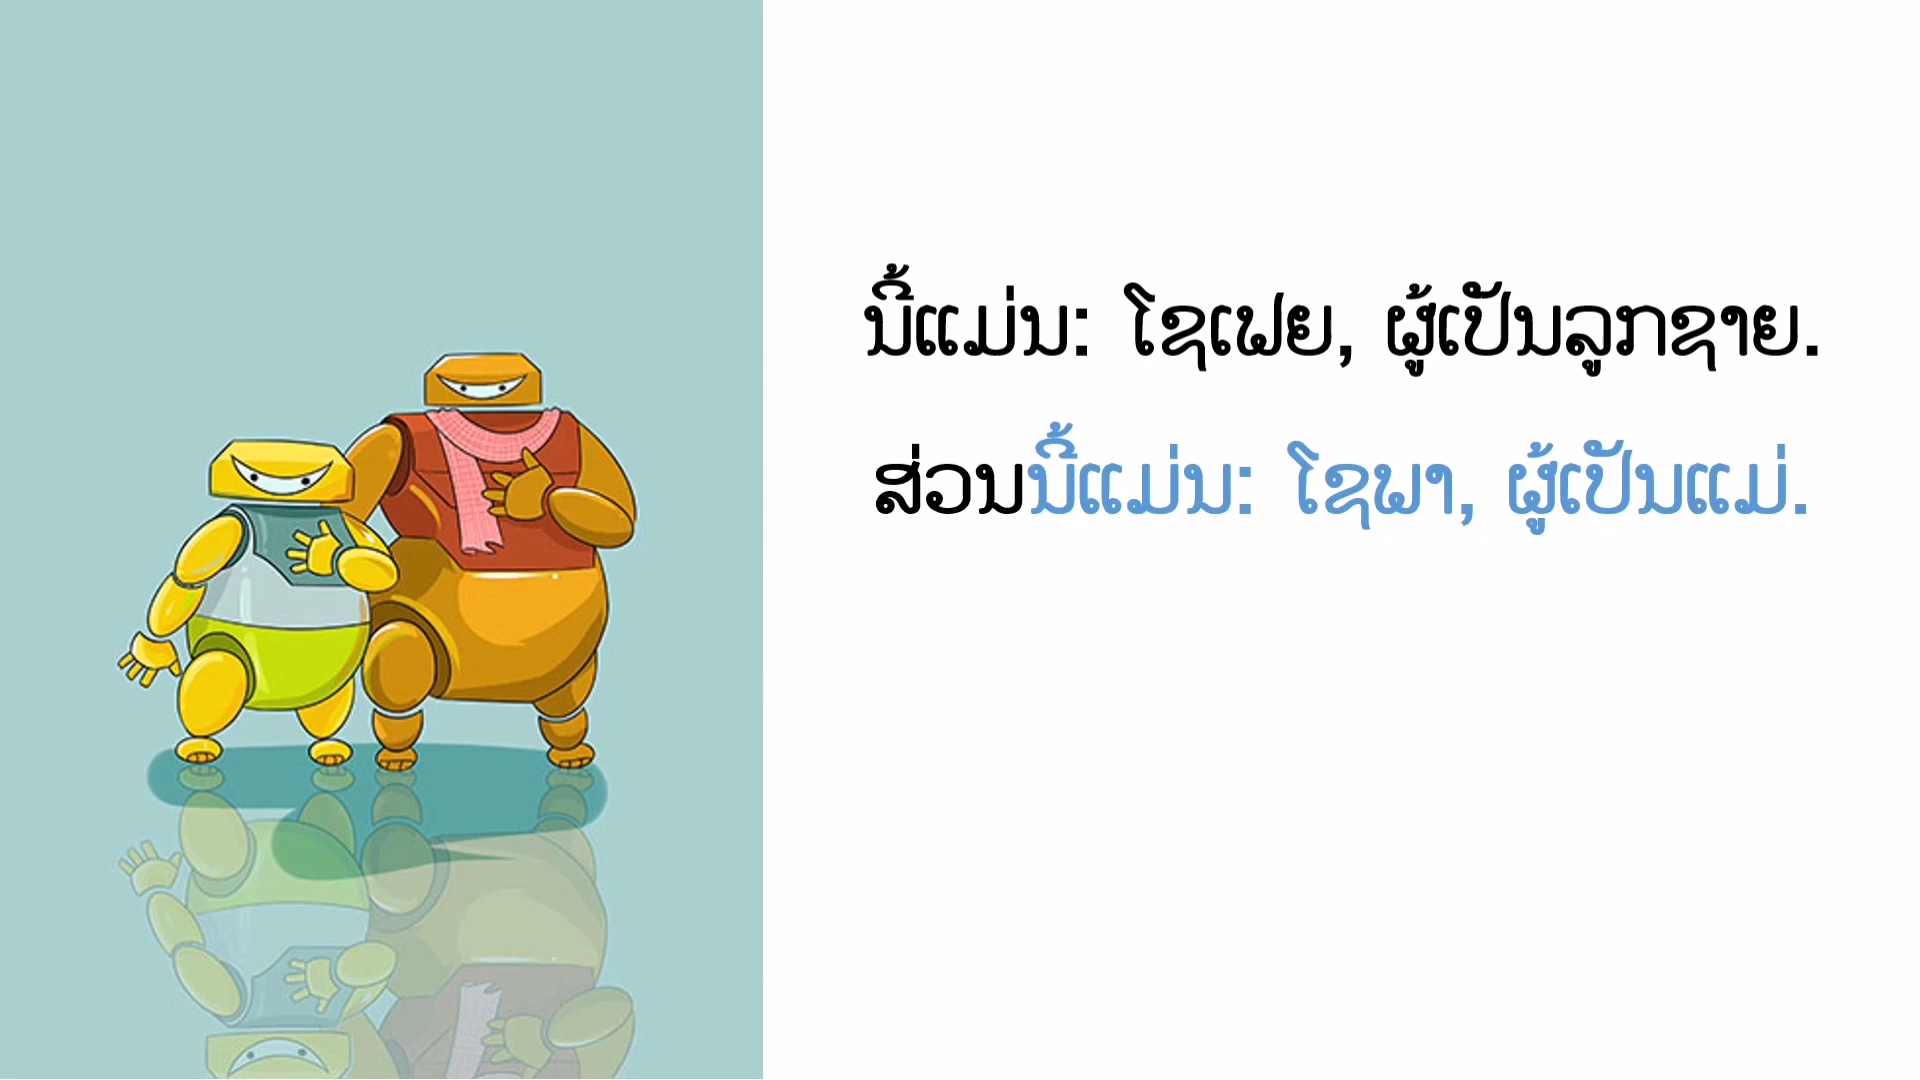 ນີ້ແມ່ນ: ໂຊເຟຍ, ຜູ້ເປັນລູກຊາຍ.
ສ່ວນນີ້ແມ່ນ: ໂຊພາ, ຜູ້ເປັນແມ່.